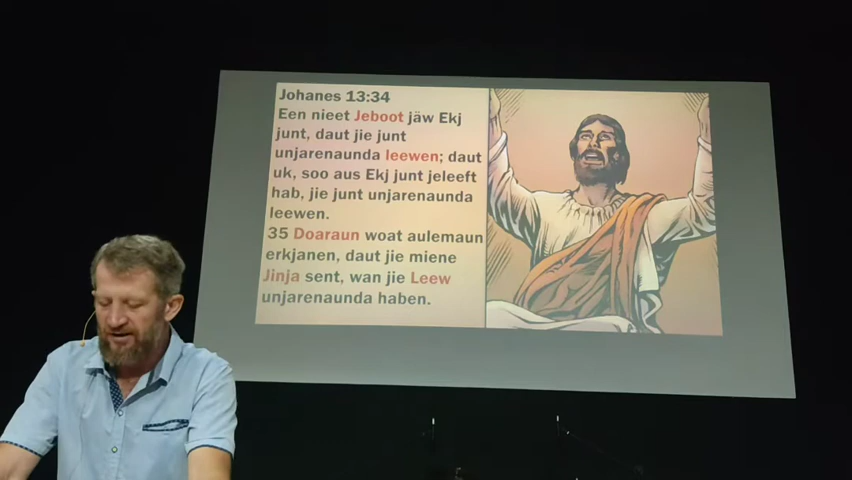 Johanes 13:34
Een nieet Jeboot jäw Ekj
junt, daut jie junt
unjarenaunda leewen; daut
uk, soo aus Ekj junt jeleeft
hab, jie junt unjarenaunda
leewen.
35 Doaraun woat aulemaun
erkjanen, daut jie miene
Jinja sent, wan jie Leew
unjarenaunda haben.